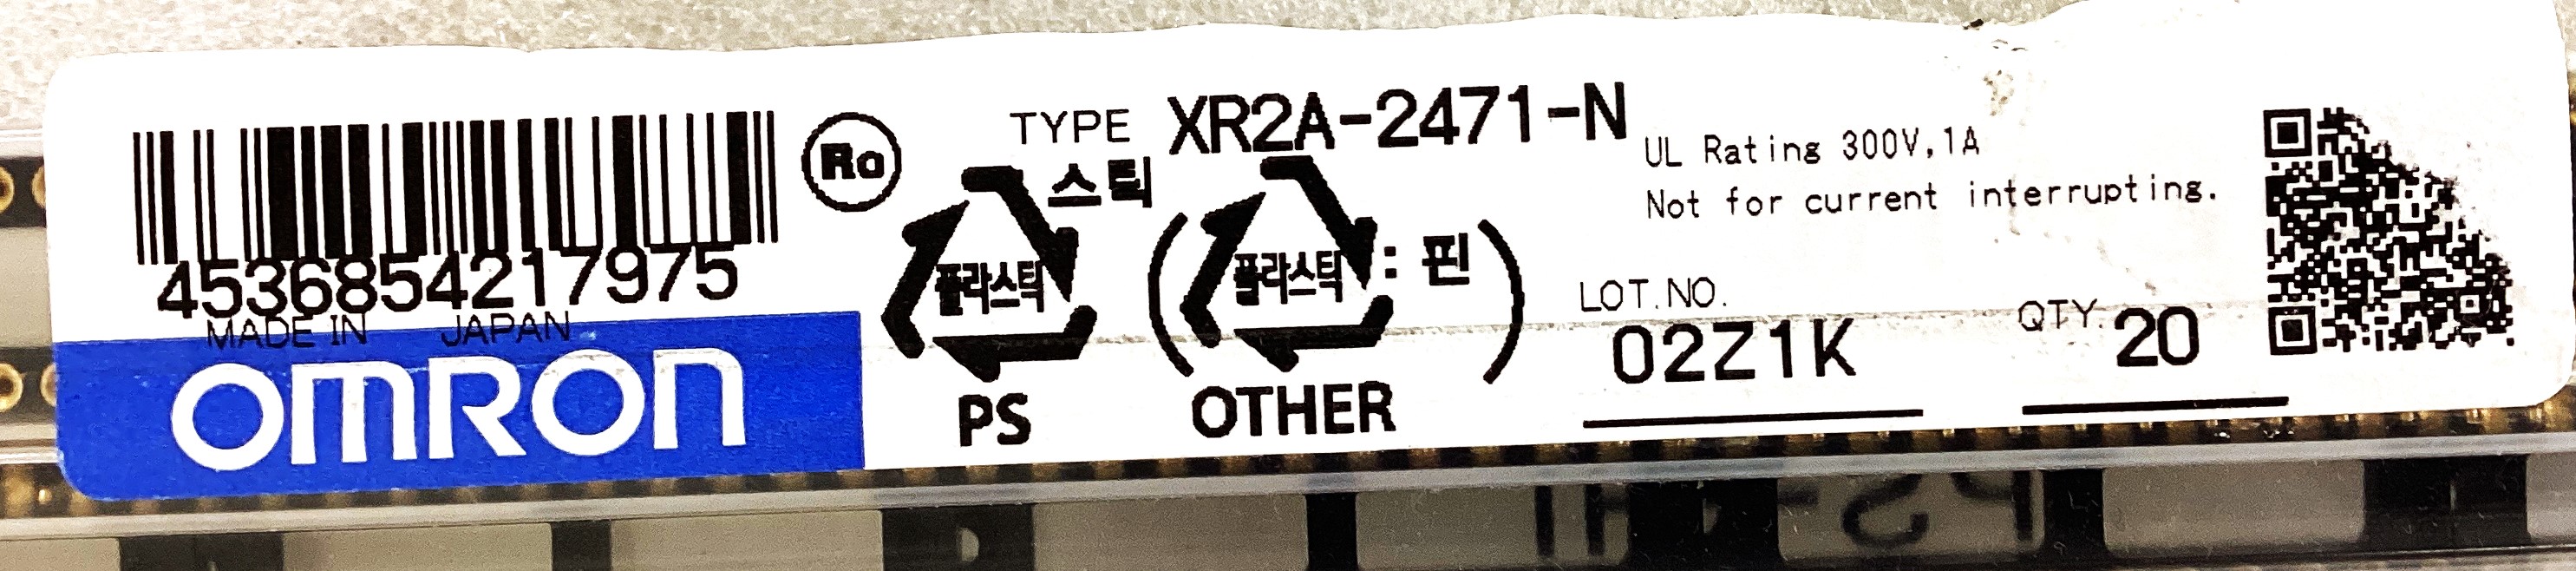 4536854217975
MADE IN JAPAN
OMRON
Ro
TYPE XR2A-2471-N
스틱
플라스틱
PS
(플라스틱 : 핀)
OTHER
UL Rating 300V,1A
Not for current interrupting.
LOT.NO.
02Z1K
QTY.
20